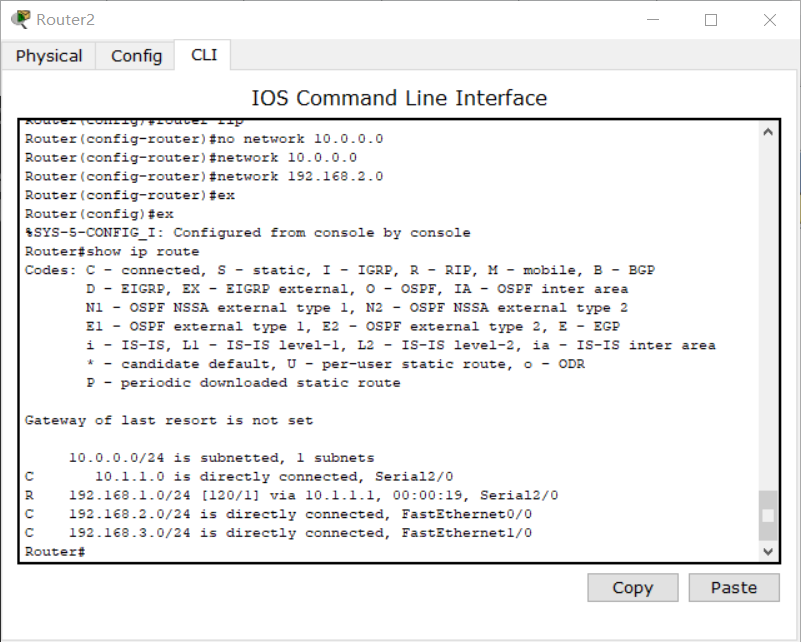 Router2
Physical Config CLI
IOS Command Line Interface
Router(config)#router rip
Router(config-router)#no network 10.0.0.0
Router(config-router)#network 10.0.0.0
Router(config-router)#network 192.168.2.0
Router(config-router)#ex
Router(config)#ex
%SYS-5-CONFIG_I: Configured from console by console
Router#show ip route
Codes: C - connected, S - static, I - IGRP, R - RIP, M - mobile, B - BGP
       D - EIGRP, EX - EIGRP external, O - OSPF, IA - OSPF inter area
       N1 - OSPF NSSA external type 1, N2 - OSPF NSSA external type 2
       E1 - OSPF external type 1, E2 - OSPF external type 2, E - EGP
       i - IS-IS, L1 - IS-IS level-1, L2 - IS-IS level-2, ia - IS-IS inter area
       * - candidate default, U - per-user static route, o - ODR
       P - periodic downloaded static route
Gateway of last resort is not set
     10.0.0.0/24 is subnetted, 1 subnets
C       10.1.1.0 is directly connected, Serial2/0
R    192.168.1.0/24 [120/1] via 10.1.1.1, 00:00:19, Serial2/0
C    192.168.2.0/24 is directly connected, FastEthernet0/0
C    192.168.3.0/24 is directly connected, FastEthernet1/0
Router#
Copy Paste